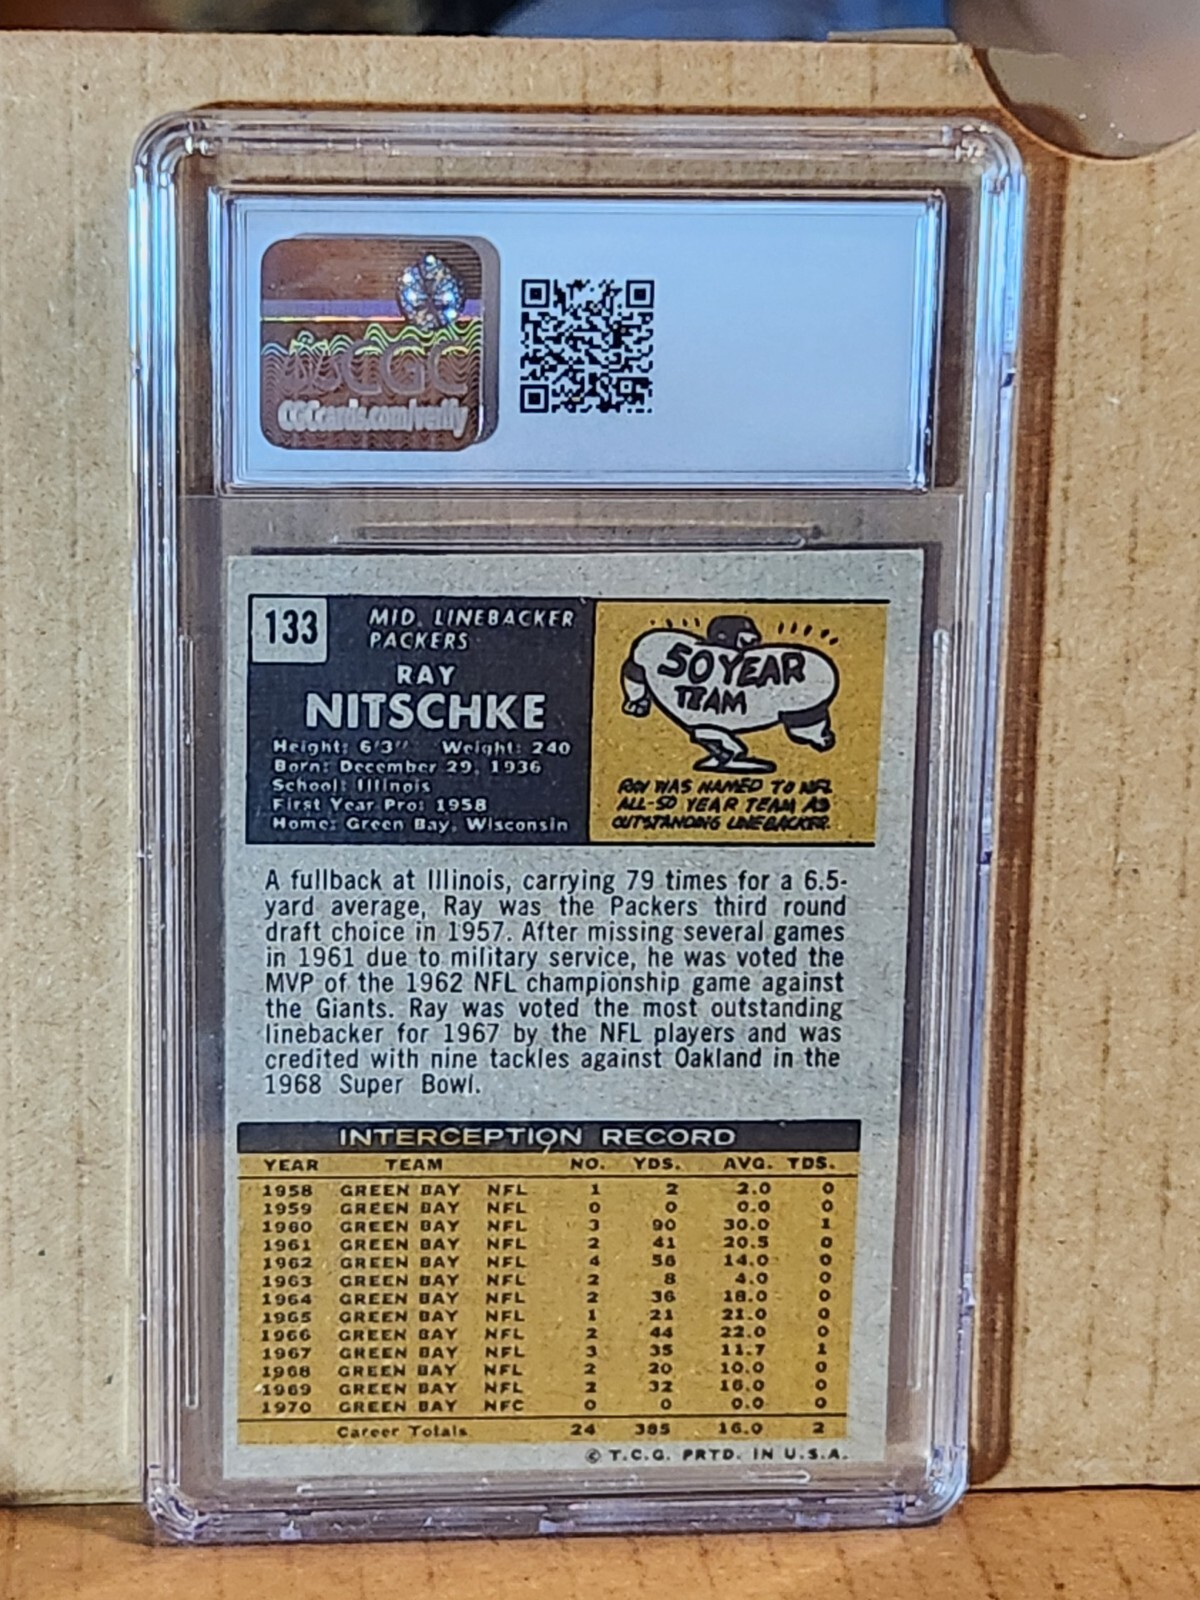 CGC
CGCcards.com/verify
133
MID. LINEBACKER
PACKERS
RAY
NITSCHKE
Height: 6'3" Weight: 240
Born: December 29, 1936
School: Illinois
First Year Pro: 1958
Home: Green Bay, Wisconsin
50 YEAR
TEAM
RAY WAS NAMED TO NFL
ALL-50 YEAR TEAM AS
OUTSTANDING LINEBACKER.
A fullback at Illinois, carrying 79 times for a 6.5-
yard average, Ray was the Packers third round
draft choice in 1957. After missing several games
in 1961 due to military service, he was voted the
MVP of the 1962 NFL championship game against
the Giants. Ray was voted the most outstanding
linebacker for 1967 by the NFL players and was
credited with nine tackles against Oakland in the
1968 Super Bowl.
INTERCEPTION RECORD
YEAR TEAM NO. YDS. AVG. TDS.
1958 GREEN BAY NFL 1 2 2.0 0
1959 GREEN BAY NFL 0 0 0.0 0
1960 GREEN BAY NFL 3 90 30.0 1
1961 GREEN BAY NFL 2 41 20.5 0
1962 GREEN BAY NFL 4 56 14.0 0
1963 GREEN BAY NFL 2 8 4.0 0
1964 GREEN BAY NFL 2 36 18.0 0
1965 GREEN BAY NFL 1 21 21.0 0
1966 GREEN BAY NFL 2 44 22.0 0
1967 GREEN BAY NFL 3 35 11.7 1
1968 GREEN BAY NFL 2 20 10.0 0
1969 GREEN BAY NFL 2 32 16.0 0
1970 GREEN BAY NFC 0 0 0.0 0
Career Totals 24 385 16.0 2
© T.C.G. PRTD. IN U.S.A.